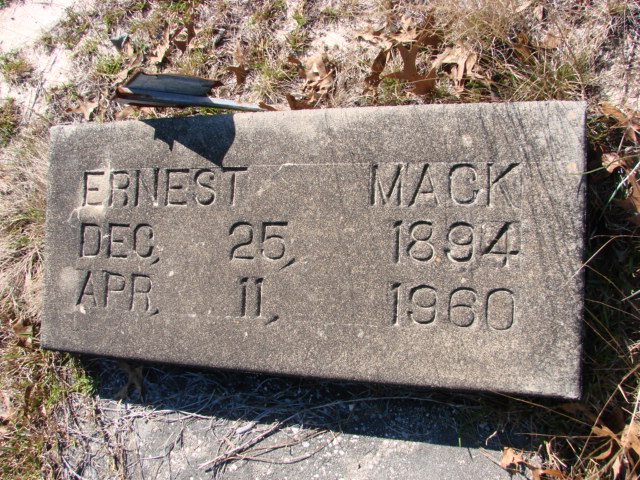 ERNEST MACK
DEC, 25, 1894
APR, 11, 1960